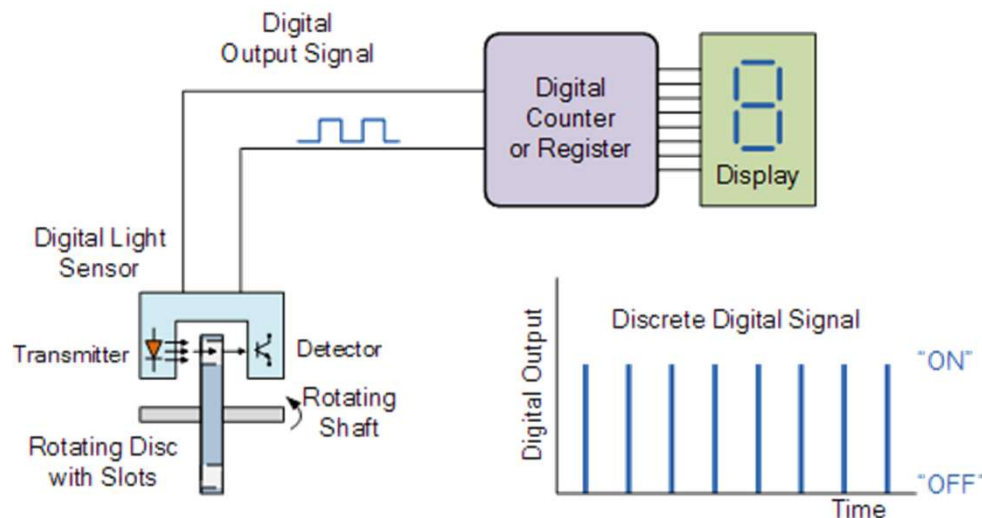 Digital
Output Signal
Digital
Counter
or Register
Display
Digital Light
Sensor
Transmitter
Detector
Rotating
Shaft
Rotating Disc
with Slots
Digital Output
Discrete Digital Signal
"ON"
"OFF"
Time